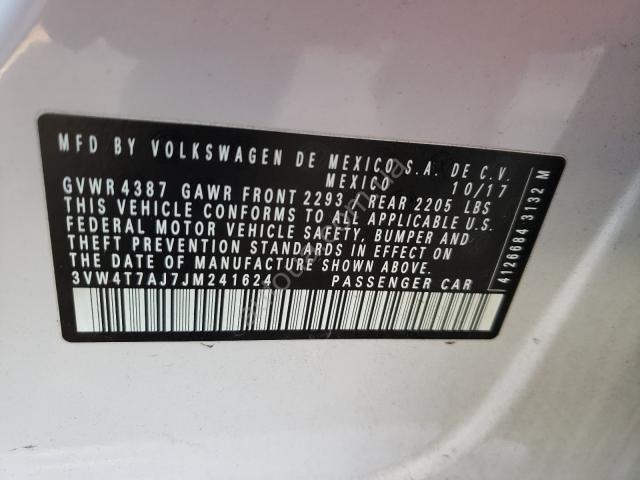 MFD BY VOLKSWAGEN DE MEXICO S.A. DE C.V.
MEXICO 10/17
GVWR 4387 GAWR FRONT 2293 REAR 2205 LBS
THIS VEHICLE CONFORMS TO ALL APPLICABLE U.S.
FEDERAL MOTOR VEHICLE SAFETY, BUMPER AND
THEFT PREVENTION STANDARDS IN EFFECT ON
THE DATE OF MANUFACTURE SHOWN ABOVE.
3VW4T7AJ7JM241624 PASSENGER CAR
4126684 3132 M